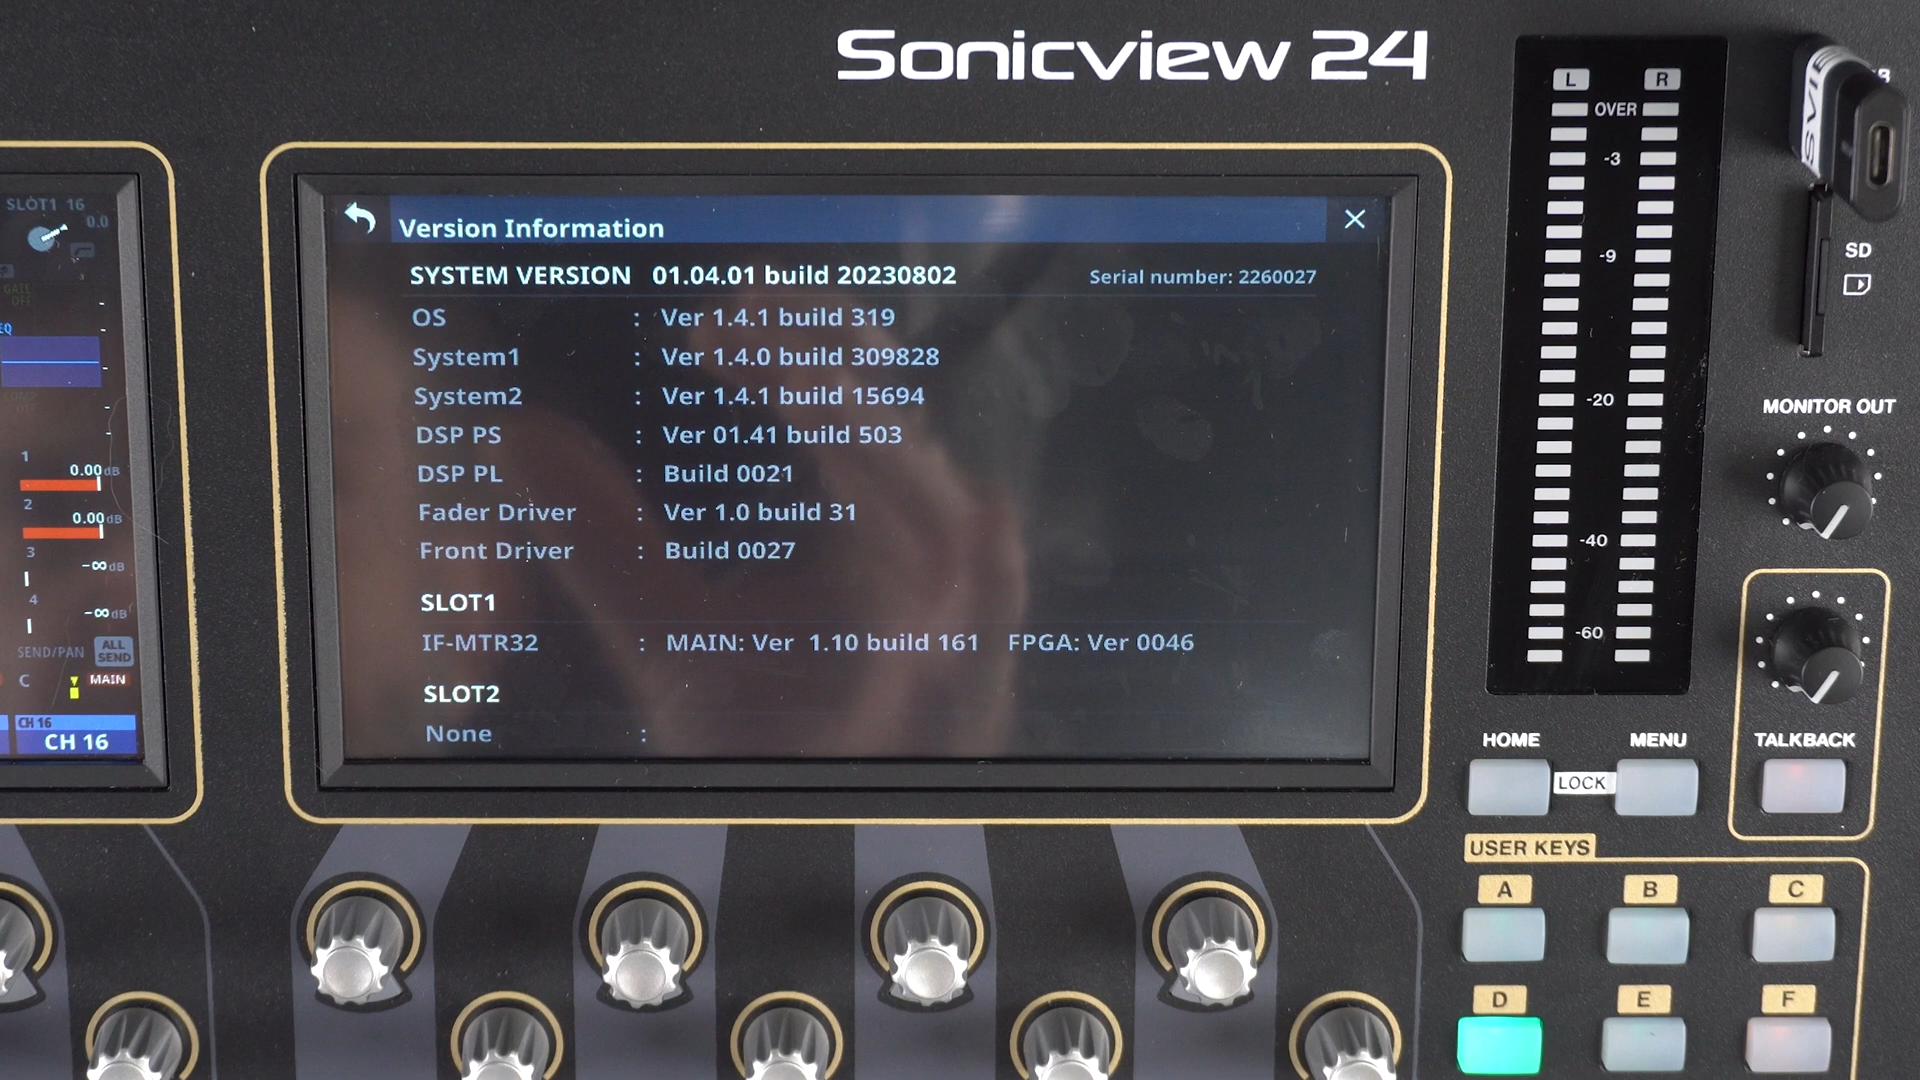 Sonicview 24
L R
OVER
-3
-9
-20
-40
-60
SD
MONITOR OUT
TALKBACK
HOME
MENU
LOCK
USER KEYS
A B C
D E F
Version Information
SYSTEM VERSION 01.04.01 build 20230802 Serial number: 2260027
OS : Ver 1.4.1 build 319
System1 : Ver 1.4.0 build 309828
System2 : Ver 1.4.1 build 15694
DSP PS : Ver 01.41 build 503
DSP PL : Build 0021
Fader Driver : Ver 1.0 build 31
Front Driver : Build 0027
SLOT1
IF-MTR32 : MAIN: Ver 1.10 build 161 FPGA: Ver 0046
SLOT2
None :
SLOT1 16
0.0
EQ
1
0.00dB
2
0.00dB
3
-∞dB
4
-∞dB
SEND/PAN
ALL SEND
C
MAIN
CH 16
CH 16